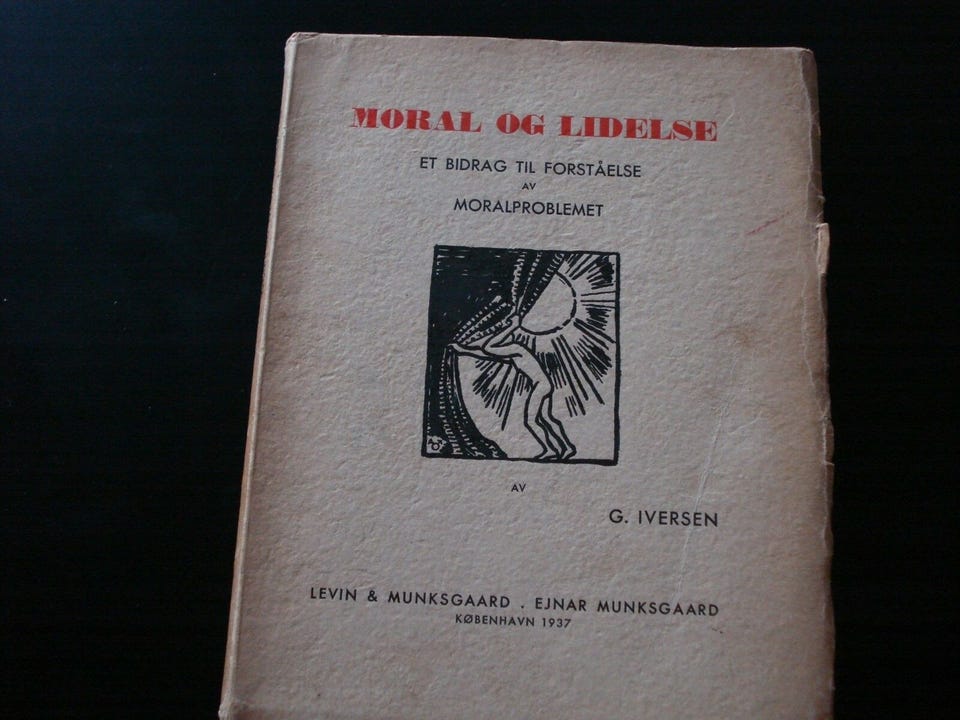 MORAL OG LIDELSE
ET BIDRAG TIL FORSTÅELSE
AV
MORALPROBLEMET
AV
G. IVERSEN
LEVIN & MUNKSGAARD . EJNAR MUNKSGAARD
KØBENHAVN 1937